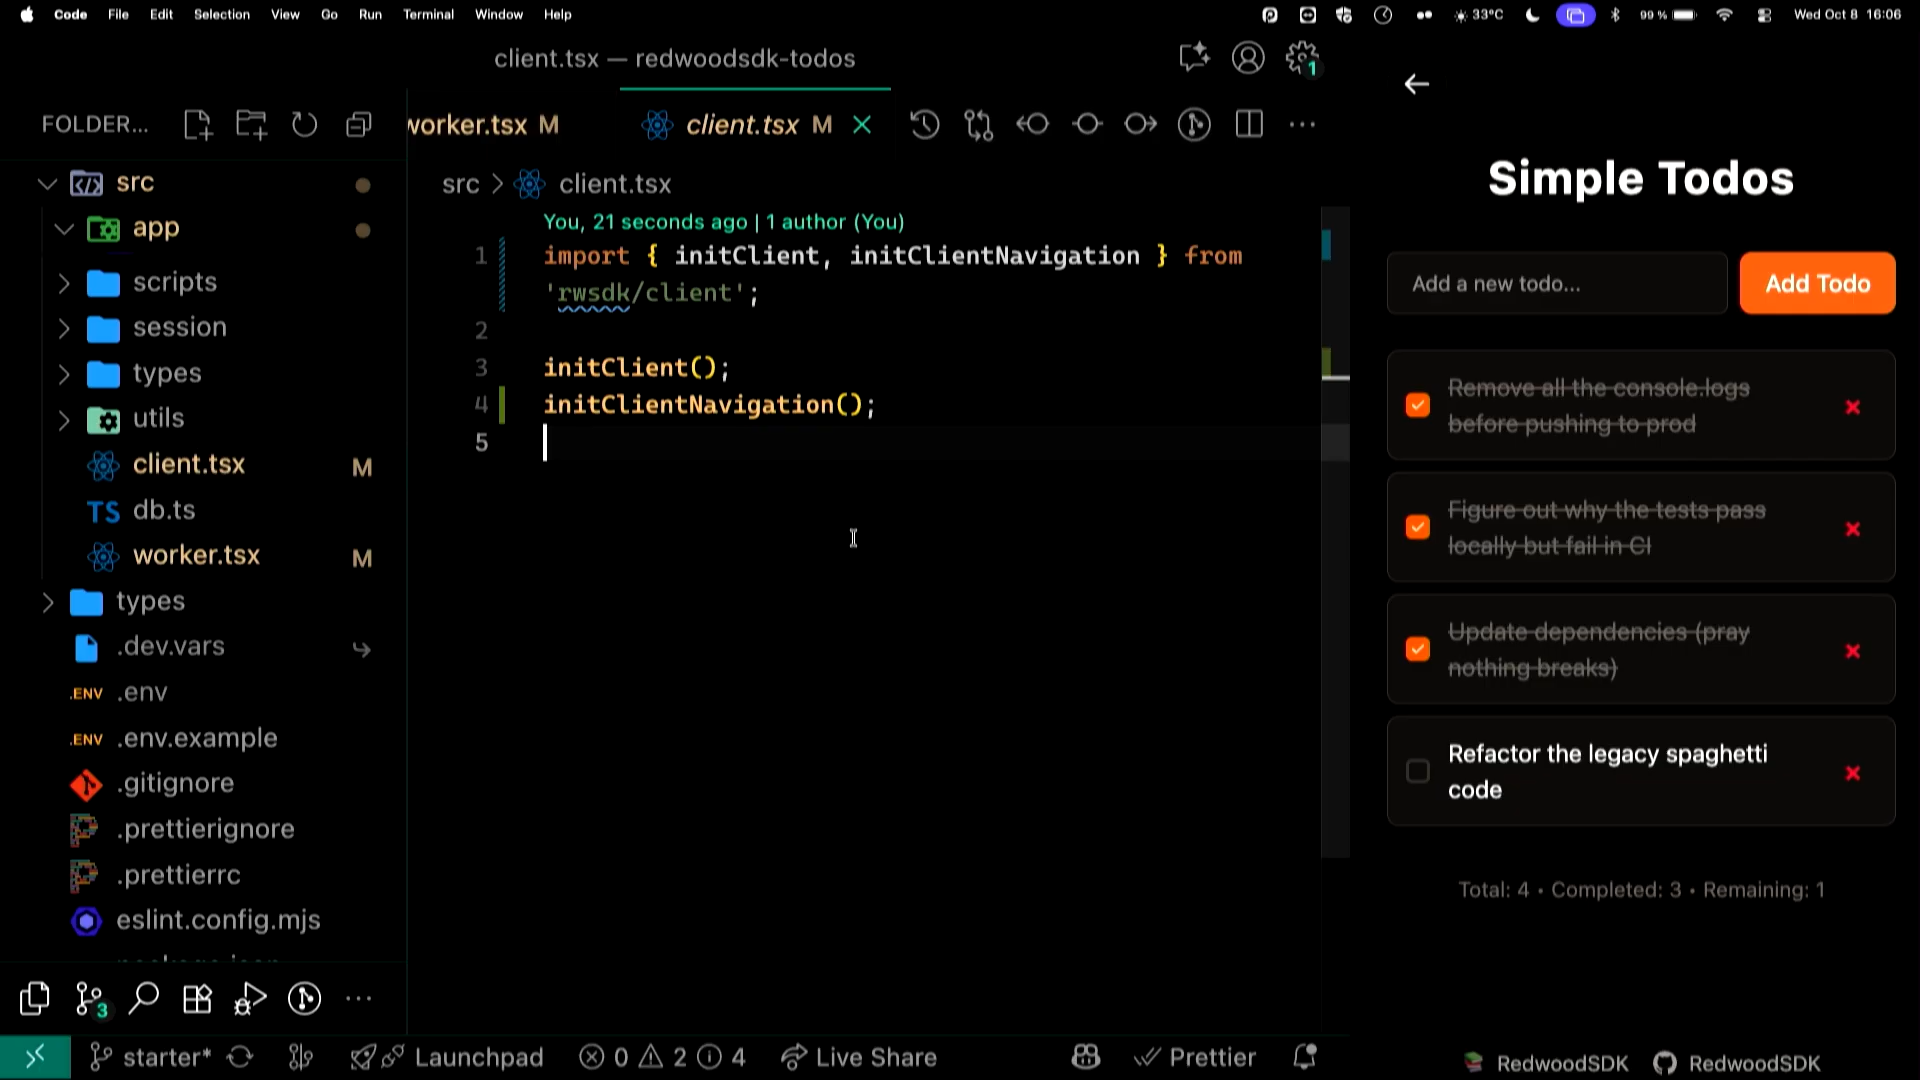 Code File Edit Selection View Go Run Terminal Window Help
33°C 99 % Wed Oct 8 16:06
client.tsx — redwoodsdk-todos
1
FOLDER...
worker.tsx M
client.tsx M
src
app
scripts
session
types
utils
client.tsx M
db.ts
worker.tsx M
types
.dev.vars
.env
.env.example
.gitignore
.prettierignore
.prettierrc
eslint.config.mjs
TS
.ENV
.ENV
3
src > client.tsx
You, 21 seconds ago | 1 author (You)
1 import { initClient, initClientNavigation } from
'rwsdk/client';
2
3 initClient();
4 initClientNavigation();
5
starter* Launchpad 0 2 4 Live Share Prettier
Simple Todos
Add a new todo... Add Todo
Remove all the console.logs
before pushing to prod
Figure out why the tests pass
locally but fail in CI
Update dependencies (pray
nothing breaks)
Refactor the legacy spaghetti
code
Total: 4 • Completed: 3 • Remaining: 1
RedwoodSDK RedwoodSDK